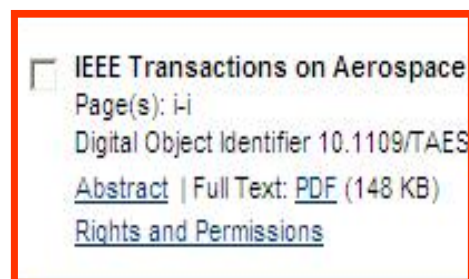 IEEE Transactions on Aerospace
Page(s): i-i
Digital Object Identifier 10.1109/TAES
Abstract | Full Text: PDF (148 KB)
Rights and Permissions